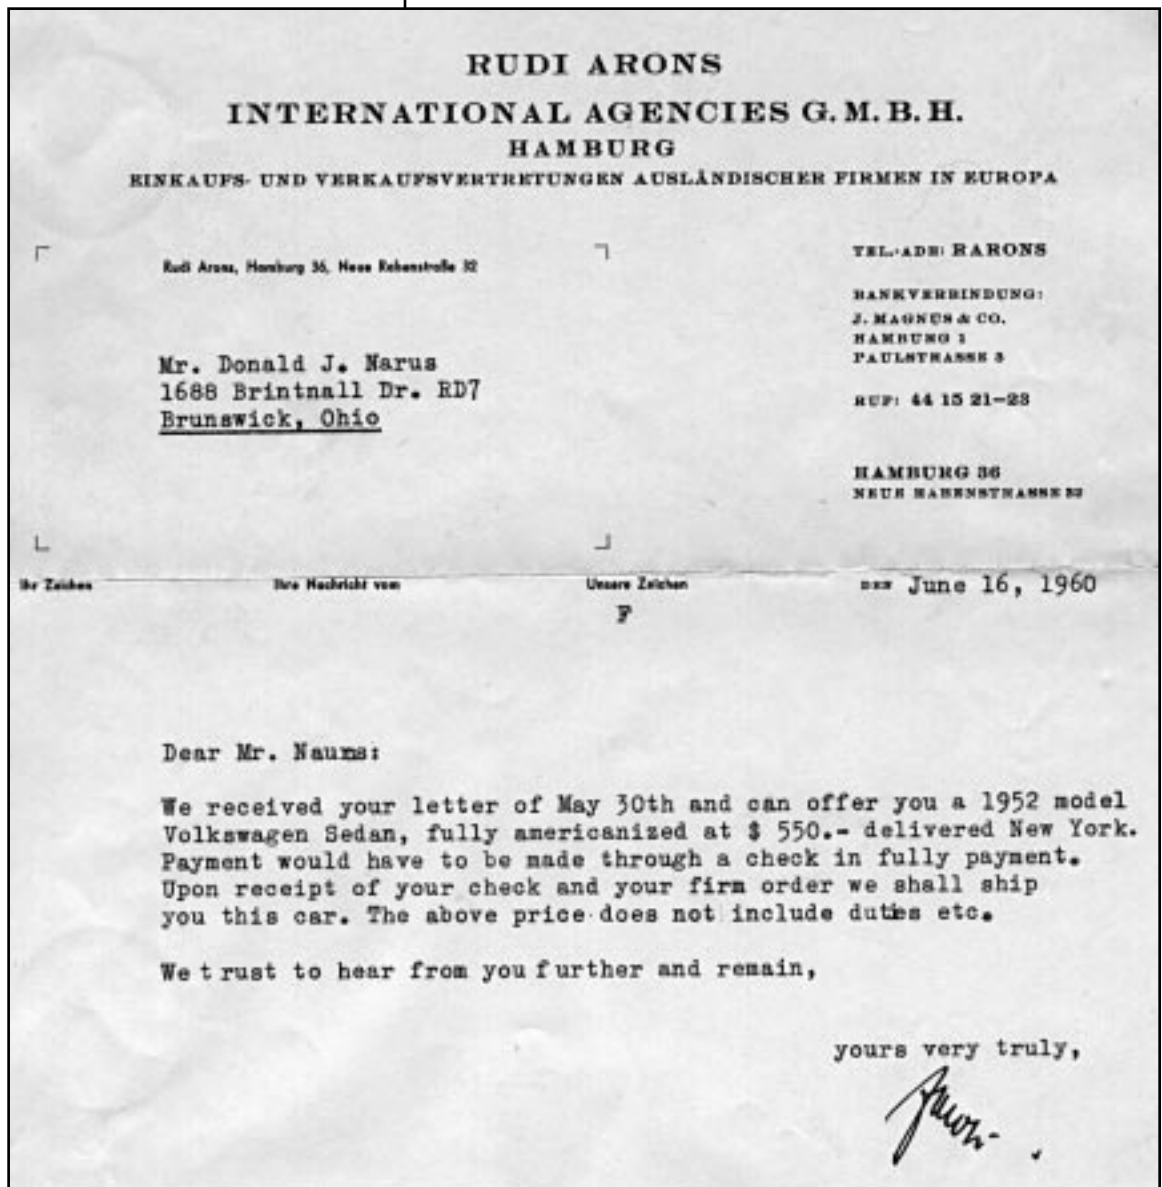 RUDI ARONS
INTERNATIONAL AGENCIES G.M.B.H.
HAMBURG
EINKAUFS- UND VERKAUFSVERTRETUNGEN AUSLÄNDISCHER FIRMEN IN EUROPA
Rudi Arons, Hamburg 36, Neue Rabenstraße 32
TEL.-ADR: RARONS
BANKVERBINDUNG:
J. MAGNUS & CO.
HAMBURG 1
PAULSTRASSE 3
RUF: 44 15 21—23
HAMBURG 36
NEUE RABENSTRASSE 32
Mr. Donald J. Narus
1688 Brintnall Dr. RD7
Brunswick, Ohio
Ihr Zeichen Ihre Nachricht vom Unsere Zeichen DEN June 16, 1960
F
Dear Mr. Naums:
We received your letter of May 30th and can offer you a 1952 model
Volkswagen Sedan, fully americanized at $ 550.- delivered New York.
Payment would have to be made through a check in fully payment.
Upon receipt of your check and your firm order we shall ship
you this car. The above price does not include duties etc.
We trust to hear from you further and remain,
yours very truly,